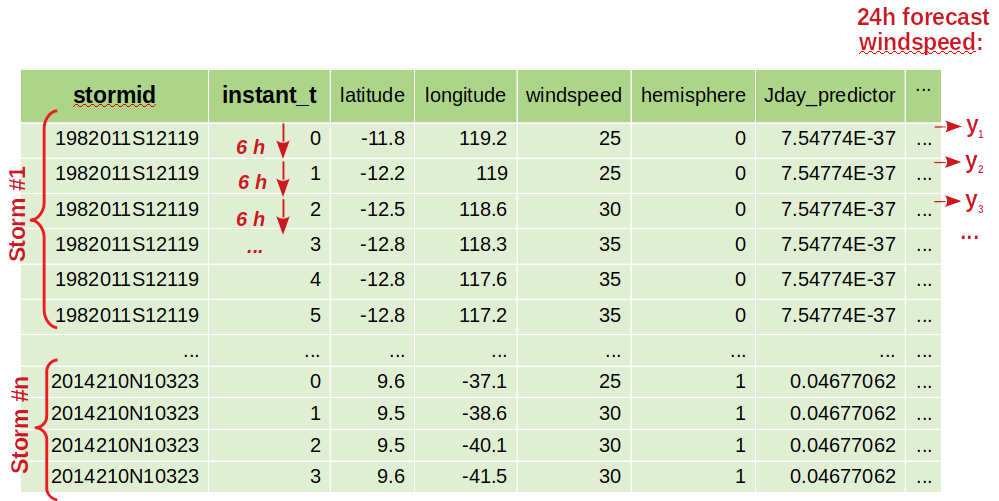 24h forecast
windspeed:
stormid instant_t latitude longitude windspeed hemisphere Jday_predictor ...
1982011S12119 6 h 0 -11.8 119.2 25 0 7.54774E-37 ... y1
1982011S12119 6 h 1 -12.2 119 25 0 7.54774E-37 ... y2
1982011S12119 6 h 2 -12.5 118.6 30 0 7.54774E-37 ... y3
1982011S12119 ... 3 -12.8 118.3 35 0 7.54774E-37 ... ...
1982011S12119 4 -12.8 117.6 35 0 7.54774E-37 ...
1982011S12119 5 -12.8 117.2 35 0 7.54774E-37 ...
... ... ... ... ... ... ... ...
2014210N10323 0 9.6 -37.1 25 1 0.04677062 ...
2014210N10323 1 9.5 -38.6 30 1 0.04677062 ...
2014210N10323 2 9.5 -40.1 30 1 0.04677062 ...
2014210N10323 3 9.6 -41.5 30 1 0.04677062 ...
Storm #1
Storm #n